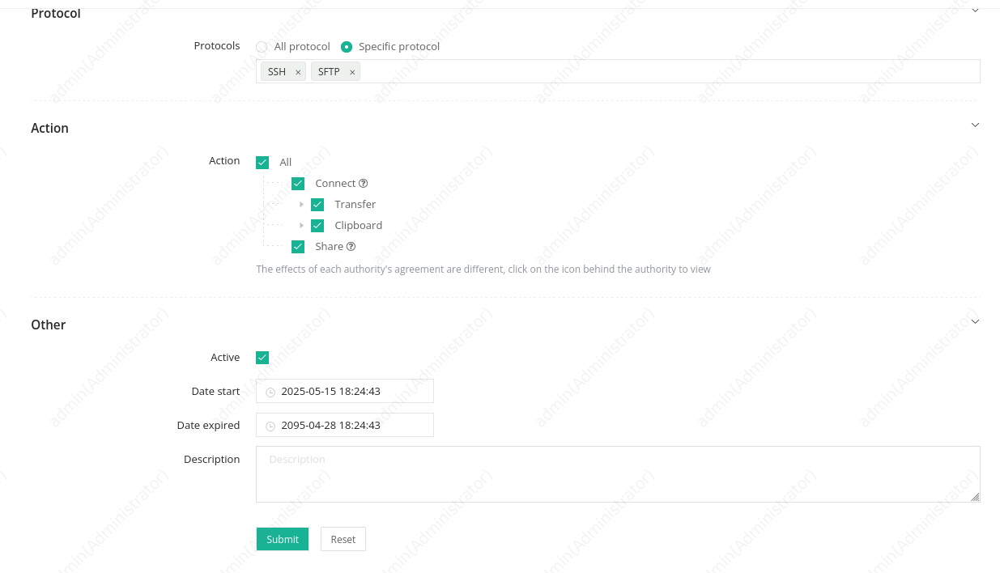 Protocol
Protocols All protocol Specific protocol
SSH × SFTP ×
Action
Action All
Connect
Transfer
Clipboard
Share
The effects of each authority's agreement are different, click on the icon behind the authority to view
Other
Active
Date start 2025-05-15 18:24:43
Date expired 2095-04-28 18:24:43
Description Description
Submit Reset
admin(Administrator)